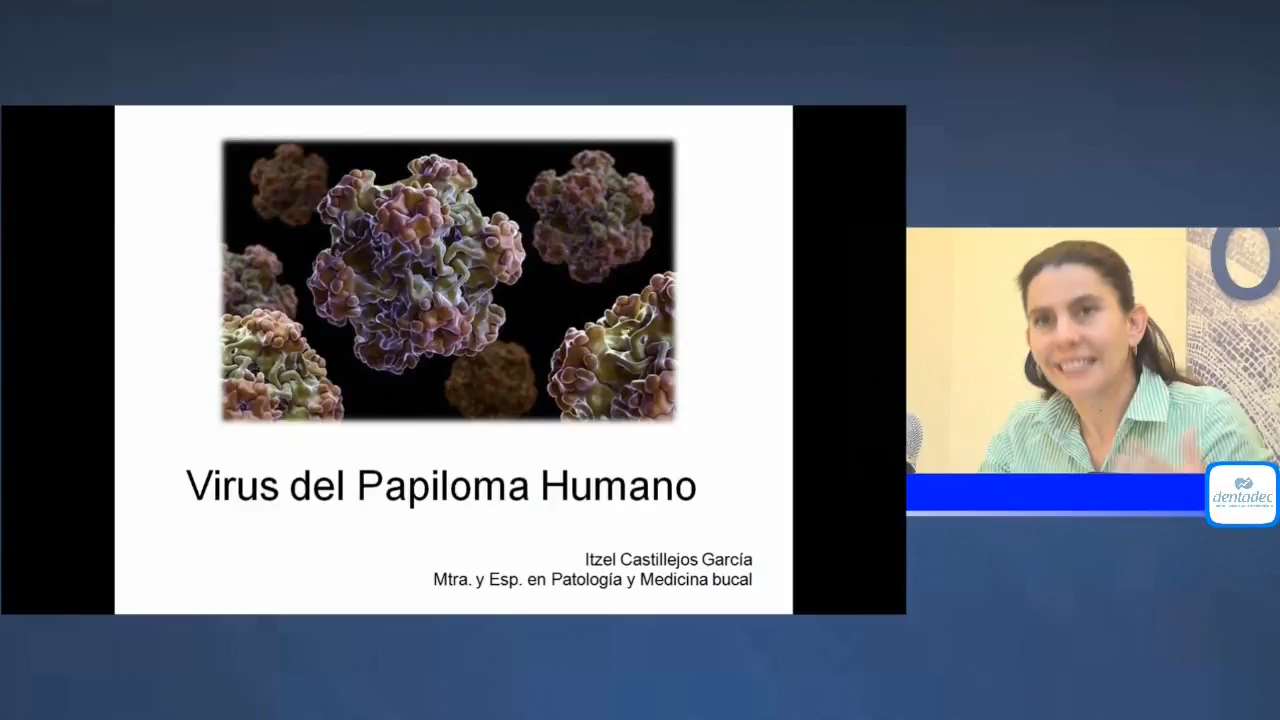 Virus del Papiloma Humano
Itzel Castillejos García
Mtra. y Esp. en Patología y Medicina bucal
O
dentadec